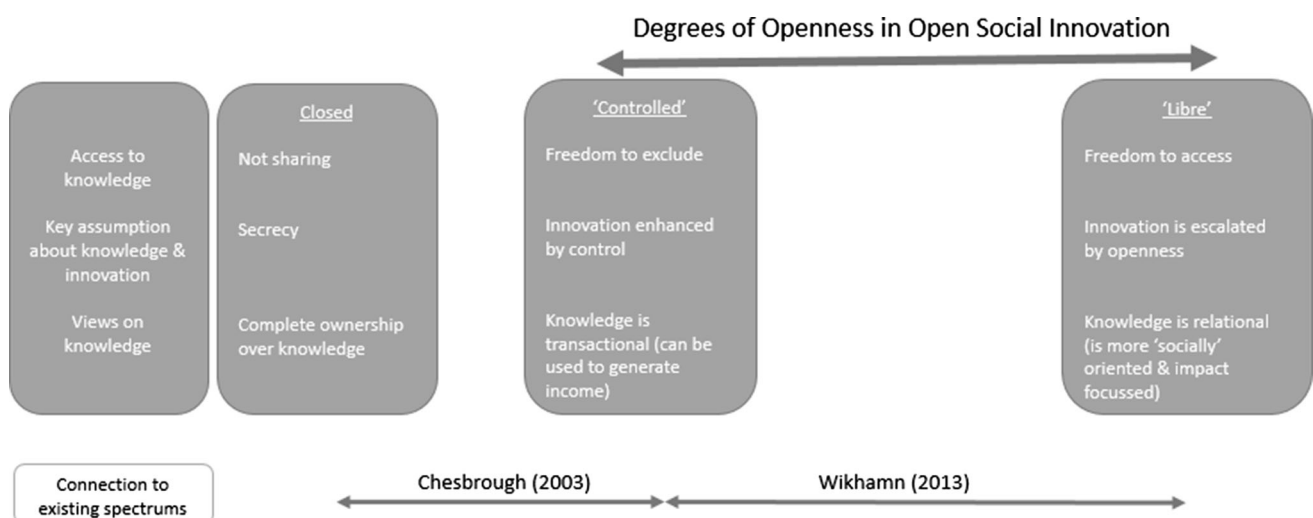 Degrees of Openness in Open Social Innovation
Access to
knowledge
Key assumption
about knowledge &
innovation
Views on
knowledge
Closed
Not sharing
Secrecy
Complete ownership
over knowledge
‘Controlled’
Freedom to exclude
Innovation enhanced
by control
Knowledge is
transactional (can be
used to generate
income)
‘Libre’
Freedom to access
Innovation is escalated
by openness
Knowledge is relational
(is more ‘socially’
oriented & impact
focussed)
Connection to
existing spectrums
Chesbrough (2003)
Wikhamn (2013)